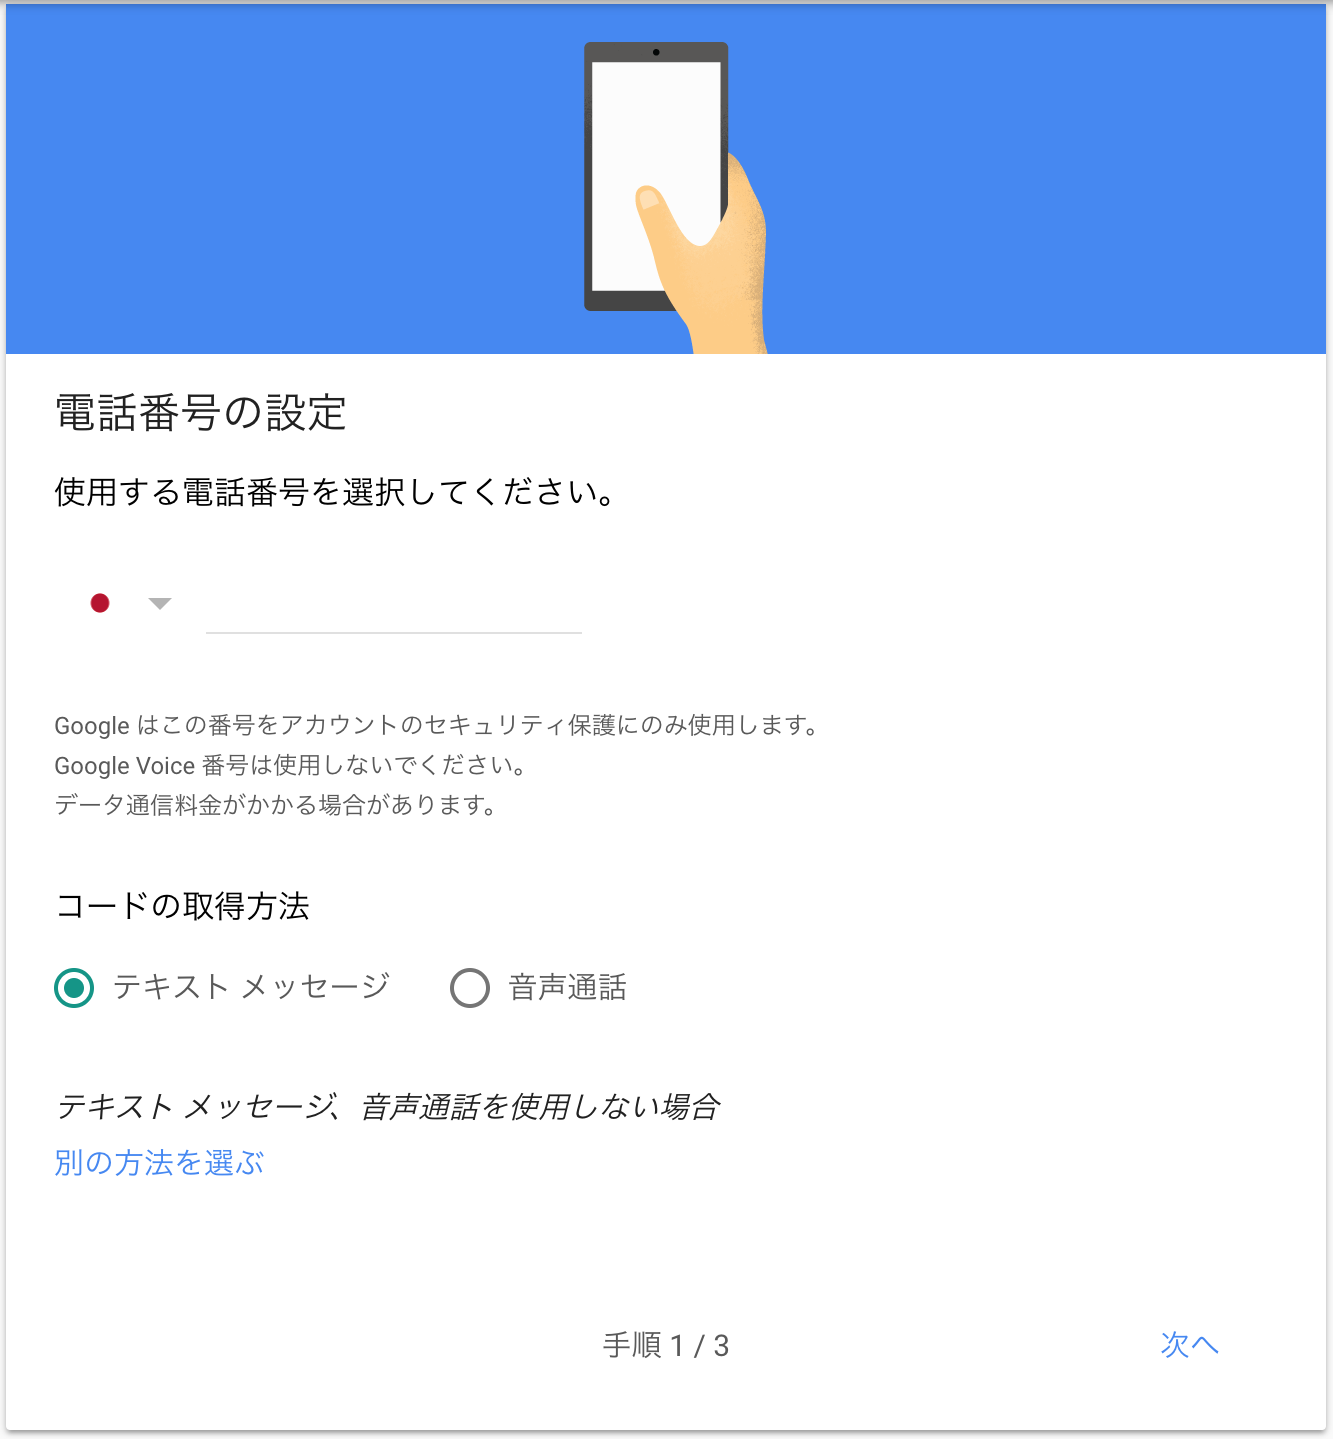 電話番号の設定
使用する電話番号を選択してください。
Google はこの番号をアカウントのセキュリティ保護にのみ使用します。
Google Voice 番号は使用しないでください。
データ通信料金がかかる場合があります。
コードの取得方法
テキスト メッセージ 音声通話
テキスト メッセージ、音声通話を使用しない場合
別の方法を選ぶ
手順 1 / 3 次へ